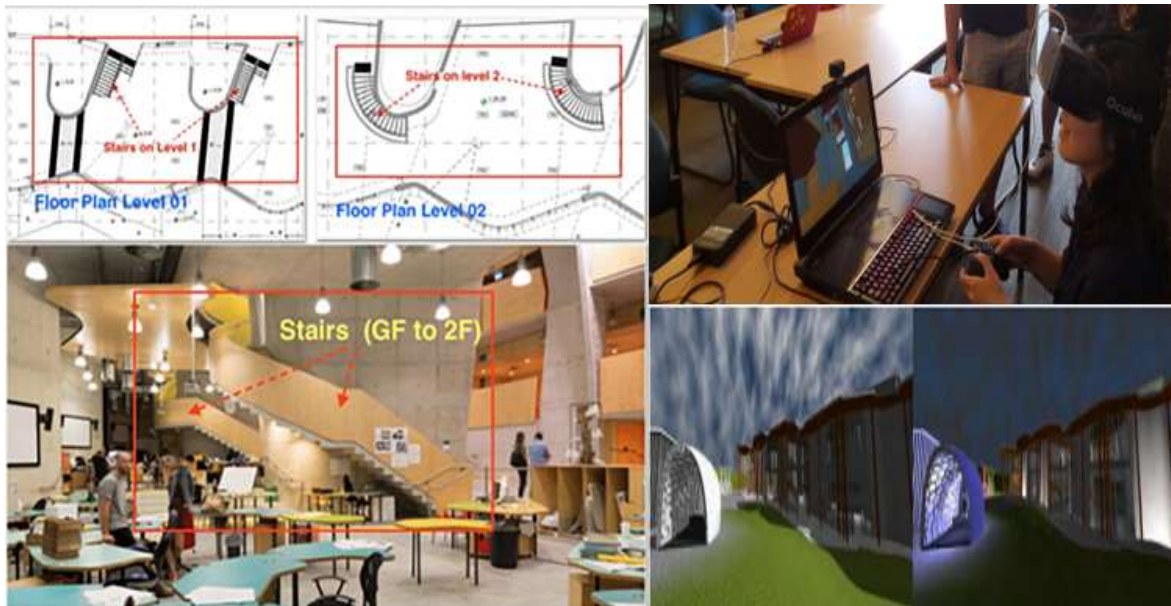 Stairs on Level 1
Floor Plan Level 01
Stairs on level 2
Floor Plan Level 02
Stairs (GF to 2F)
Oculus